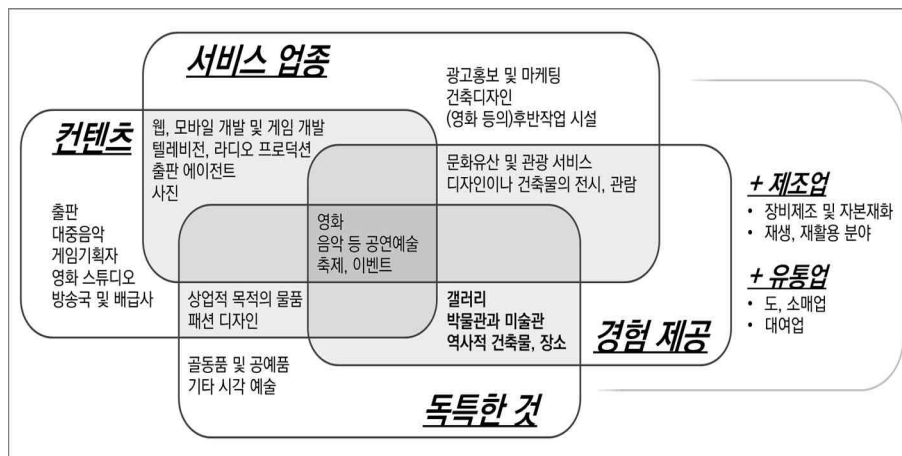 서비스 업종
광고홍보 및 마케팅
건축디자인
(영화 등의)후반작업 시설
컨텐츠
웹, 모바일 개발 및 게임 개발
텔레비전, 라디오 프로덕션
출판 에이전트
사진
문화유산 및 관광 서비스
디자인이나 건축물의 전시, 관람
출판
대중음악
게임기획자
영화 스튜디오
방송국 및 배급사
영화
음악 등 공연예술
축제, 이벤트
상업적 목적의 물품
패션 디자인
갤러리
박물관과 미술관
역사적 건축물, 장소
경험 제공
골동품 및 공예품
기타 시각 예술
독특한 것
+ 제조업
• 장비제조 및 자본재화
• 재생, 재활용 분야
+ 유통업
• 도, 소매업
• 대여업